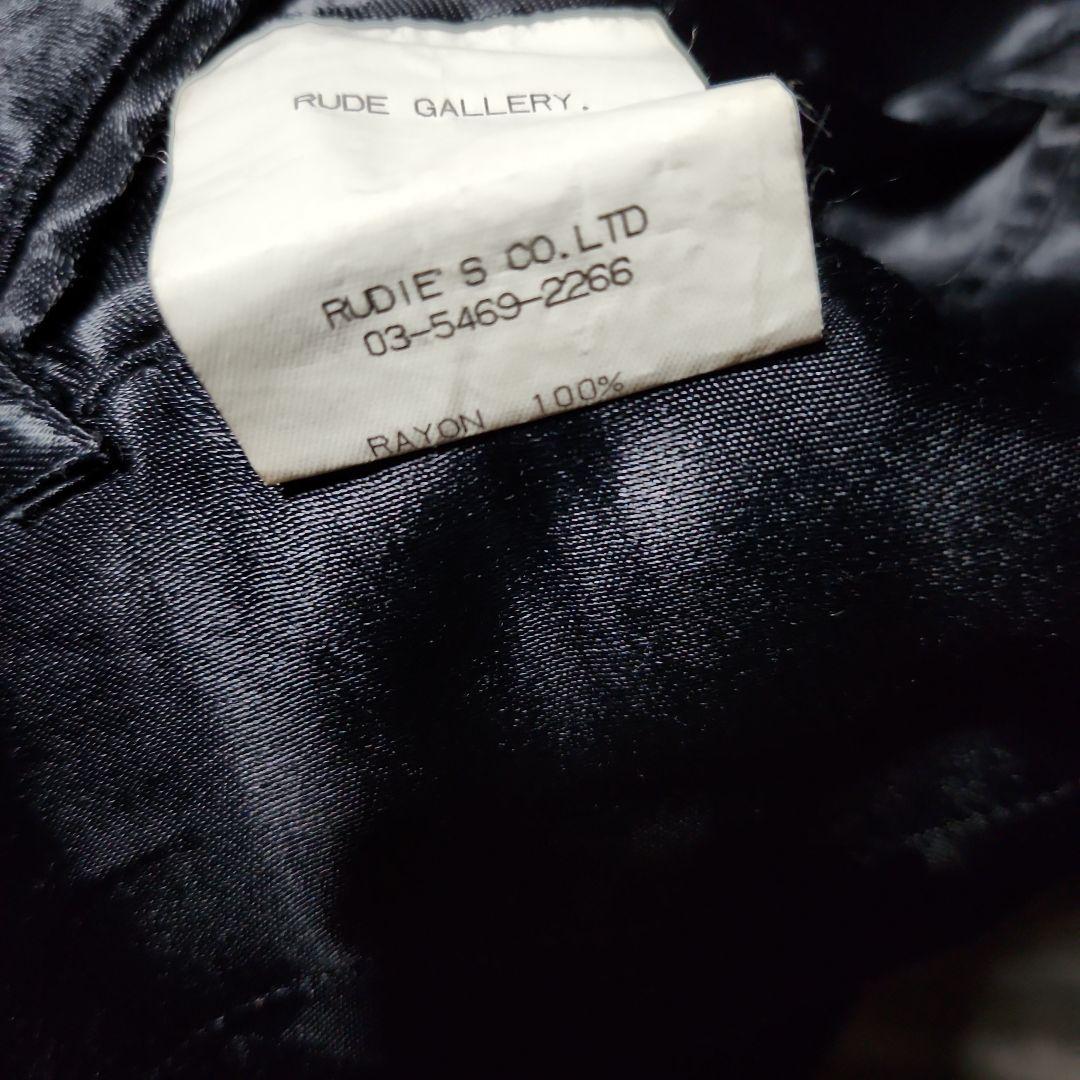 RUDE GALLERY.
RUDIE'S CO.LTD
03-5469-2266
RAYON 100%